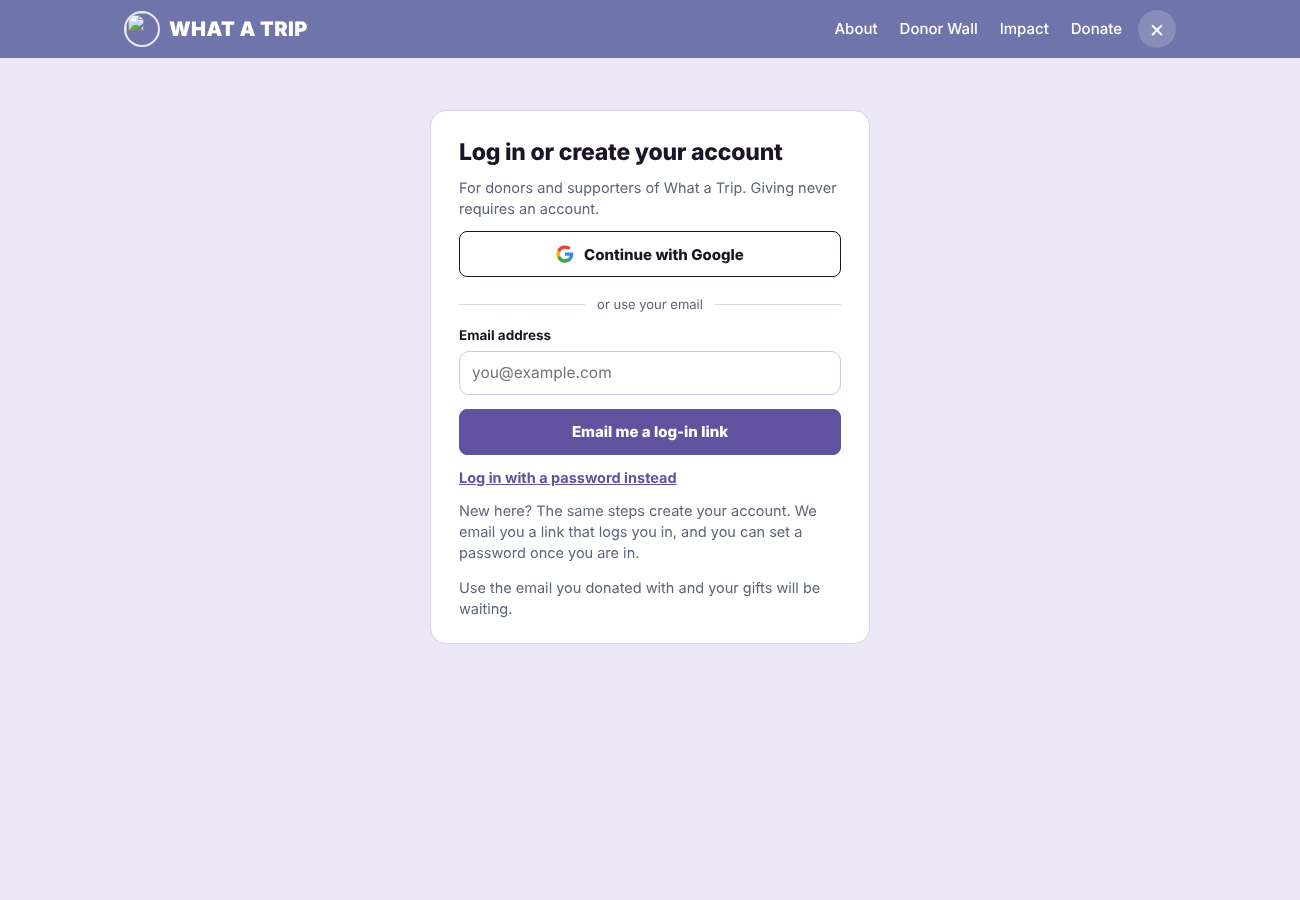 WHAT A TRIP
About
Donor Wall
Impact
Donate
Log in or create your account
For donors and supporters of What a Trip. Giving never
requires an account.
Continue with Google
or use your email
Email address
you@example.com
Email me a log-in link
Log in with a password instead
New here? The same steps create your account. We
email you a link that logs you in, and you can set a
password once you are in.
Use the email you donated with and your gifts will be
waiting.